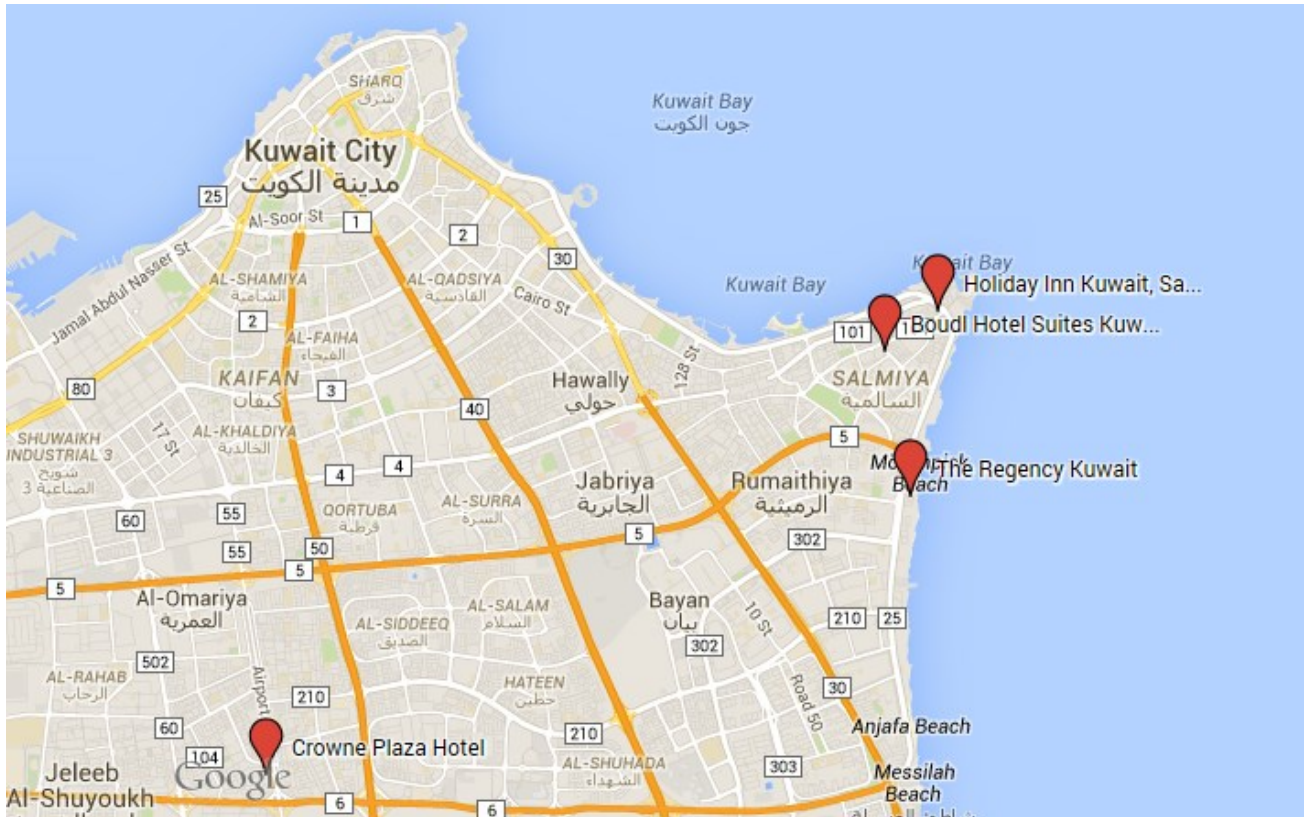 SHARQ
شرق
Kuwait Bay
جون الكويت
Kuwait City
مدينة الكويت
25
Al-Soor St
1
2
30
Jamal Abdul Nasser St
AL-SHAMIYA
الشامية
AL-QADSIYA
القادسية
Cairo St
Kuwait Bay
Kuwait Bay
Holiday Inn Kuwait, Sa...
2
101
Boudl Hotel Suites Kuw...
AL-FAIHA
الفيحاء
80
KAIFAN
كيفان
3
40
Hawally
حولي
128 St
SALMIYA
السالمية
17 St
AL-KHALDIYA
الخالدية
SHUWAIKH
INDUSTRIAL 3
شويخ
الصناعية 3
4
4
5
Beach
The Regency Kuwait
Jabriya
الجابرية
Rumaithiya
الرميثية
60
55
QORTUBA
قرطبة
AL-SURRA
السرة
55
50
5
5
5
302
Al-Omariya
العمرية
AL-SIDDEEQ
الصديق
AL-SALAM
السلام
Bayan
بيان
10 St
210
25
302
502
AL-RAHAB
الرحاب
Airport
210
HATEEN
حطين
Road 50
30
60
104
Crowne Plaza Hotel
Google
210
Anjafa Beach
AL-SHUHADA
الشهداء
303
Messilah
Beach
Jeleeb
Al-Shuyoukh
6
6